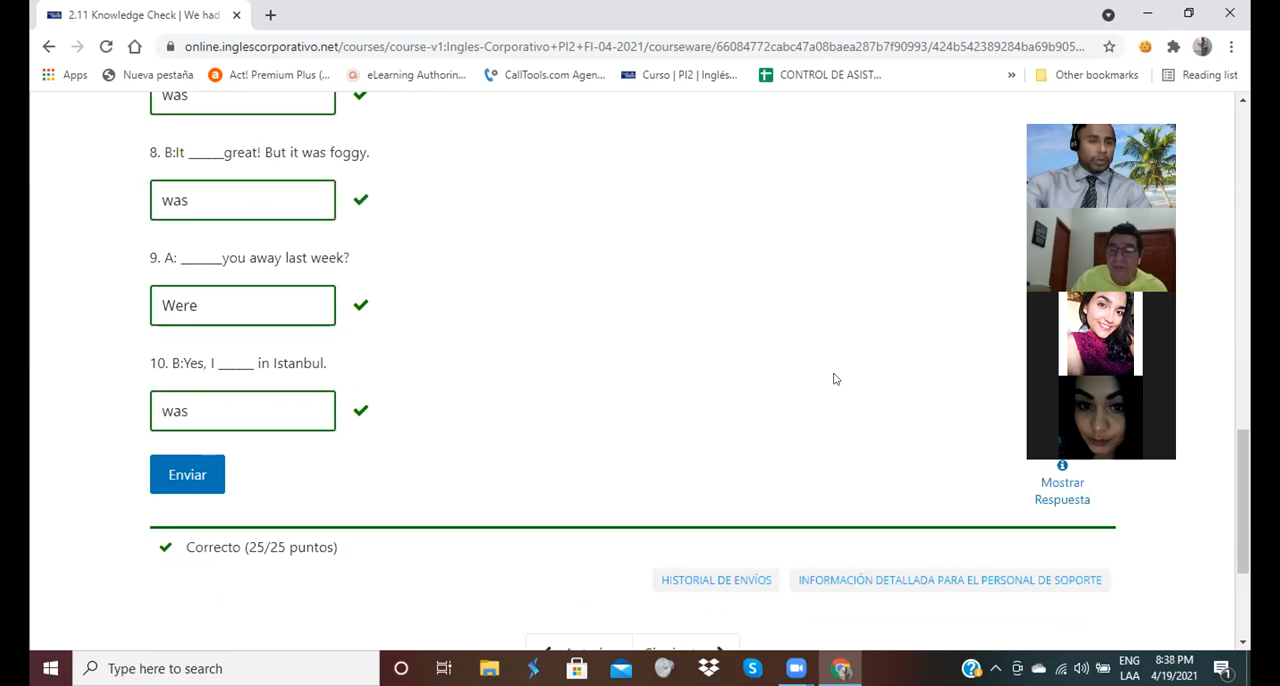 2.11 Knowledge Check | We had
online.inglescorporativo.net/courses/course-v1:Ingles-Corporativo+PI2+FI-04-2021/courseware/66084772cabc47a08baea287b7f90993/424b542389284ba69b905...
Apps
Nueva pestaña
Act! Premium Plus (...
eLearning Authorin...
CallTools.com Agen...
Curso | PI2 | Inglés...
CONTROL DE ASIST...
»
Other bookmarks
Reading list
was
8. B:It ______great! But it was foggy.
was
9. A: _______you away last week?
Were
10. B:Yes, I ______ in Istanbul.
was
Enviar
Mostrar
Respuesta
Correcto (25/25 puntos)
HISTORIAL DE ENVÍOS
INFORMACIÓN DETALLADA PARA EL PERSONAL DE SOPORTE
Type here to search
ENG
LAA
8:38 PM
4/19/2021